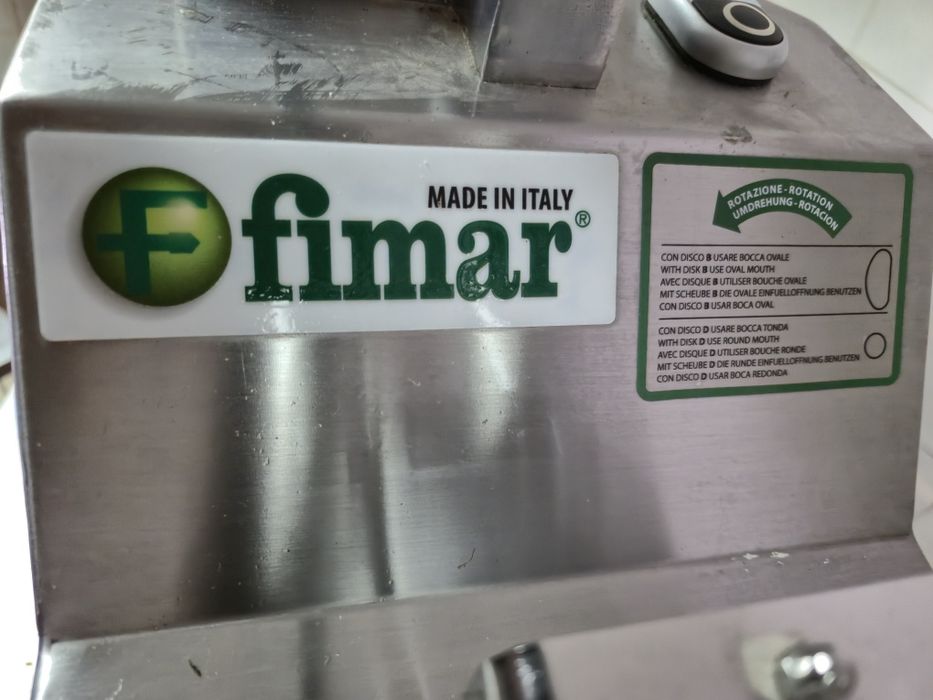 F
fimar®
MADE IN ITALY
ROTAZIONE - ROTATION
UMDREHUNG - ROTACION
CON DISCO B USARE BOCCA OVALE
WITH DISK B USE OVAL MOUTH
AVEC DISQUE B UTILISER BOUCHE OVALE
MIT SCHEUBE B DIE OVALE EINFUELLOFFNUNG BENUTZEN
CON DISCO B USAR BOCA OVAL
CON DISCO D USARE BOCCA TONDA
WITH DISK D USE ROUND MOUTH
AVEC DISQUE D UTILISER BOUCHE RONDE
MIT SCHEUBE D DIE RUNDE EINFUELLOFFNUNG BENUTZEN
CON DISCO D USAR BOCA REDONDA